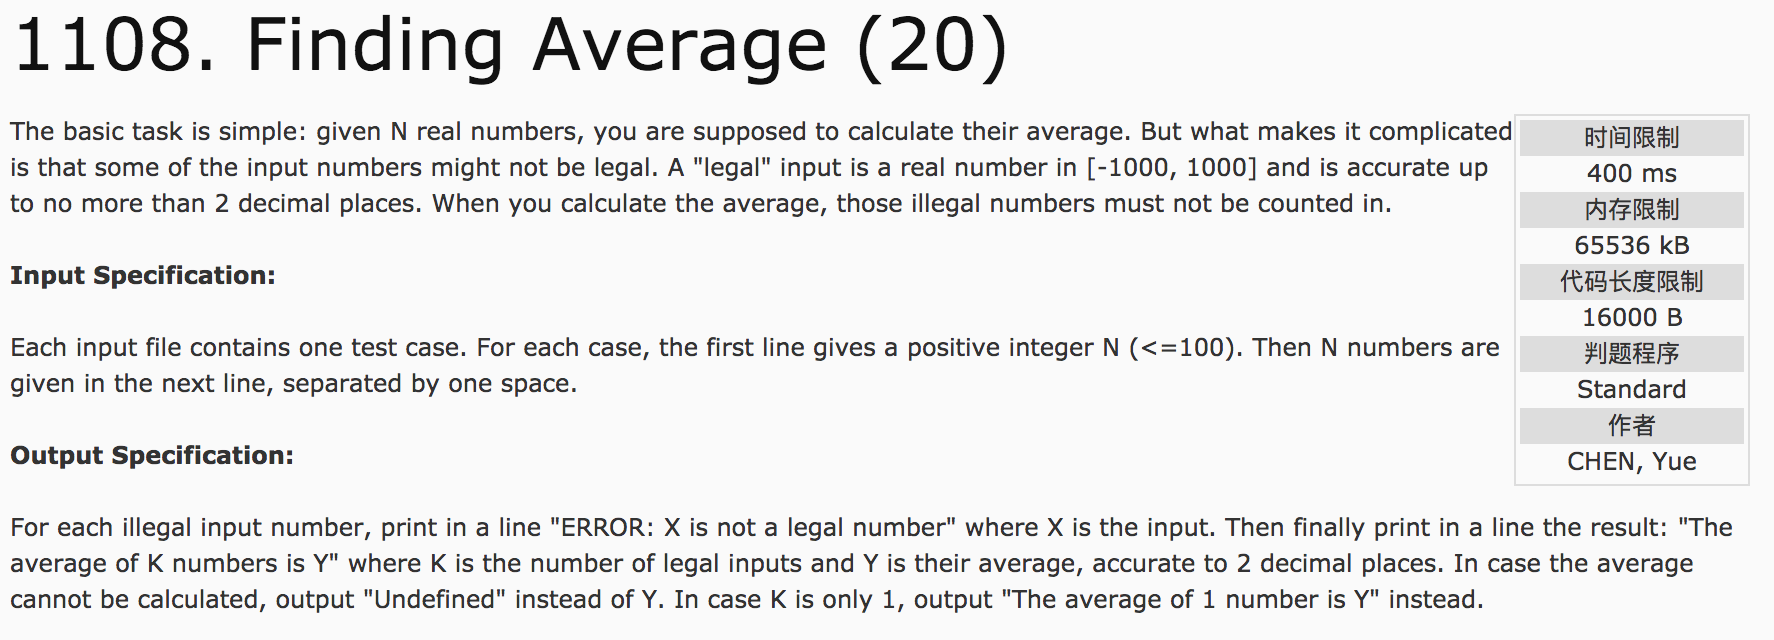 1108. Finding Average (20)
The basic task is simple: given N real numbers, you are supposed to calculate their average. But what makes it complicated
is that some of the input numbers might not be legal. A "legal" input is a real number in [-1000, 1000] and is accurate up
to no more than 2 decimal places. When you calculate the average, those illegal numbers must not be counted in.
时间限制
400 ms
内存限制
65536 kB
代码长度限制
16000 B
判题程序
Standard
作者
CHEN, Yue
Input Specification:
Each input file contains one test case. For each case, the first line gives a positive integer N (<=100). Then N numbers are
given in the next line, separated by one space.
Output Specification:
For each illegal input number, print in a line "ERROR: X is not a legal number" where X is the input. Then finally print in a line the result: "The
average of K numbers is Y" where K is the number of legal inputs and Y is their average, accurate to 2 decimal places. In case the average
cannot be calculated, output "Undefined" instead of Y. In case K is only 1, output "The average of 1 number is Y" instead.